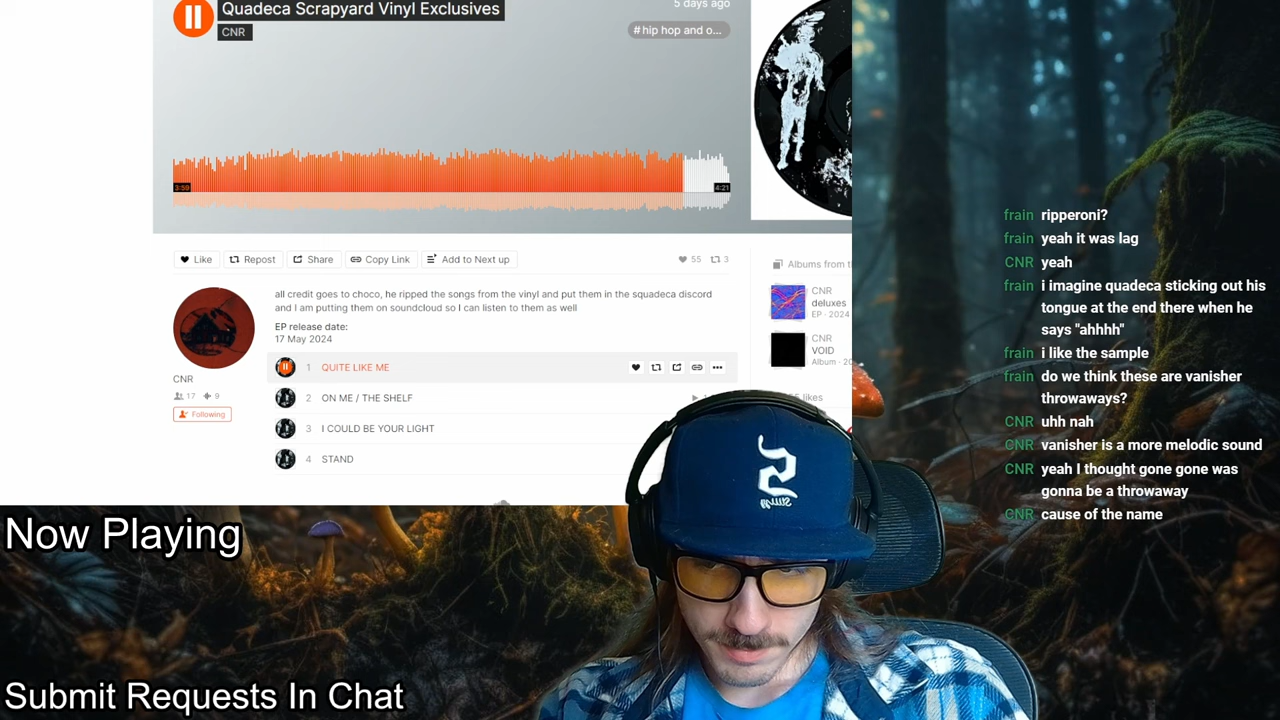 Quadeca Scrapyard Vinyl Exclusives
5 days ago
CNR
# hip hop and o...
3:59
4:21
Like
Repost
Share
Copy Link
Add to Next up
55
3
all credit goes to choco, he ripped the songs from the vinyl and put them in the squadeca discord
and I am putting them on soundcloud so I can listen to them as well
EP release date:
17 May 2024
1 QUITE LIKE ME
2 ON ME / THE SHELF
3 I COULD BE YOUR LIGHT
4 STAND
CNR
17
9
Following
Albums from
CNR
deluxes
EP · 2024
CNR
VOID
Album · 20
likes
frain ripperoni?
frain yeah it was lag
CNR yeah
frain i imagine quadeca sticking out his
tongue at the end there when he
says "ahhhh"
frain i like the sample
frain do we think these are vanisher
throwaways?
CNR uhh nah
CNR vanisher is a more melodic sound
CNR yeah I thought gone gone was
gonna be a throwaway
CNR cause of the name
Now Playing
Submit Requests In Chat